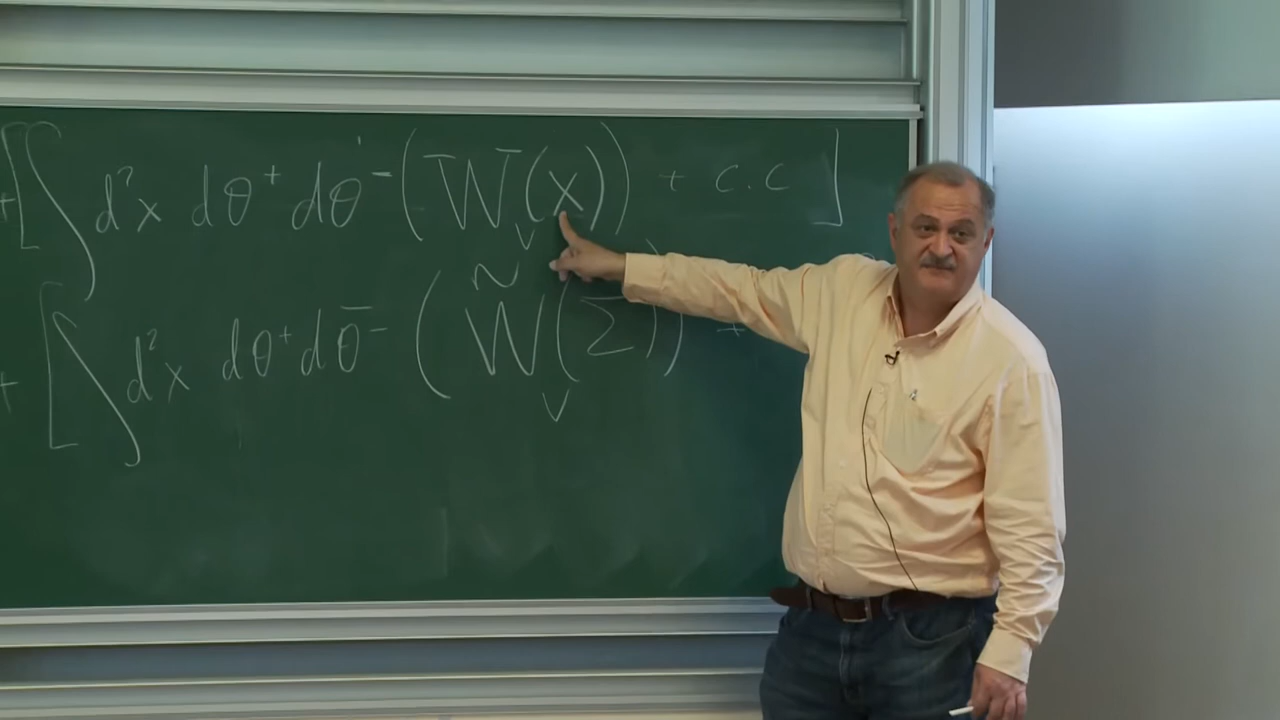 + [ ∫ d²x dθ⁺ dθ⁻ ( W(X) ) + c.c ]
+ [ ∫ d²x dθ⁺ dθ̄⁻ ( W̃(Σ) ) +